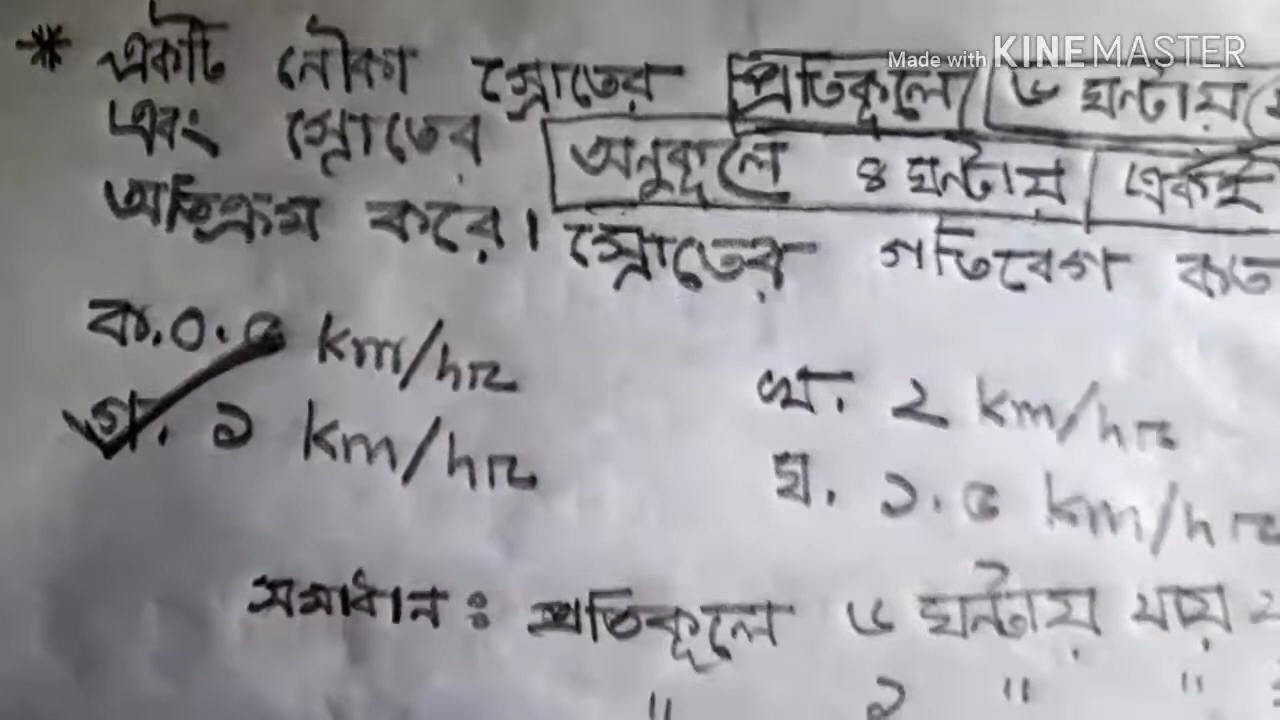 Made with KINEMASTER
* একটি নৌকা স্রোতের প্রতিকূলে ৬ ঘন্টায়
এবং স্রোতের অনুকূলে ৪ ঘন্টায় একই
অতিক্রম করে। স্রোতের গতিবেগ কত
ক. ০.৫ km/hr
খ. ২ km/hr
গ. ১ km/hr
ঘ. ১.৫ km/hr
সমাধান : প্রতিকূলে ৬ ঘন্টায় যায়
" ১ " "